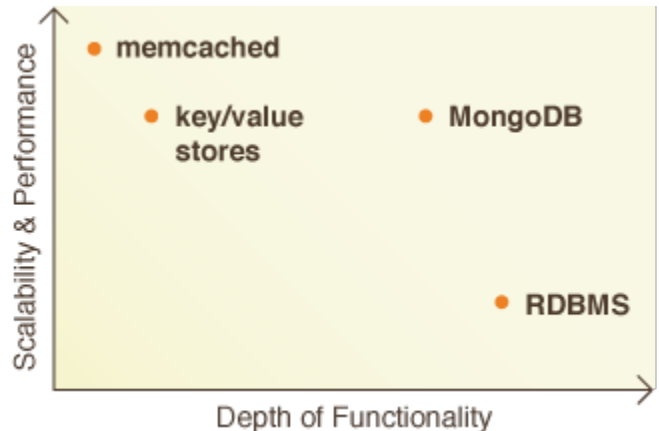 memcached
key/value
stores
MongoDB
RDBMS
Scalability & Performance
Depth of Functionality